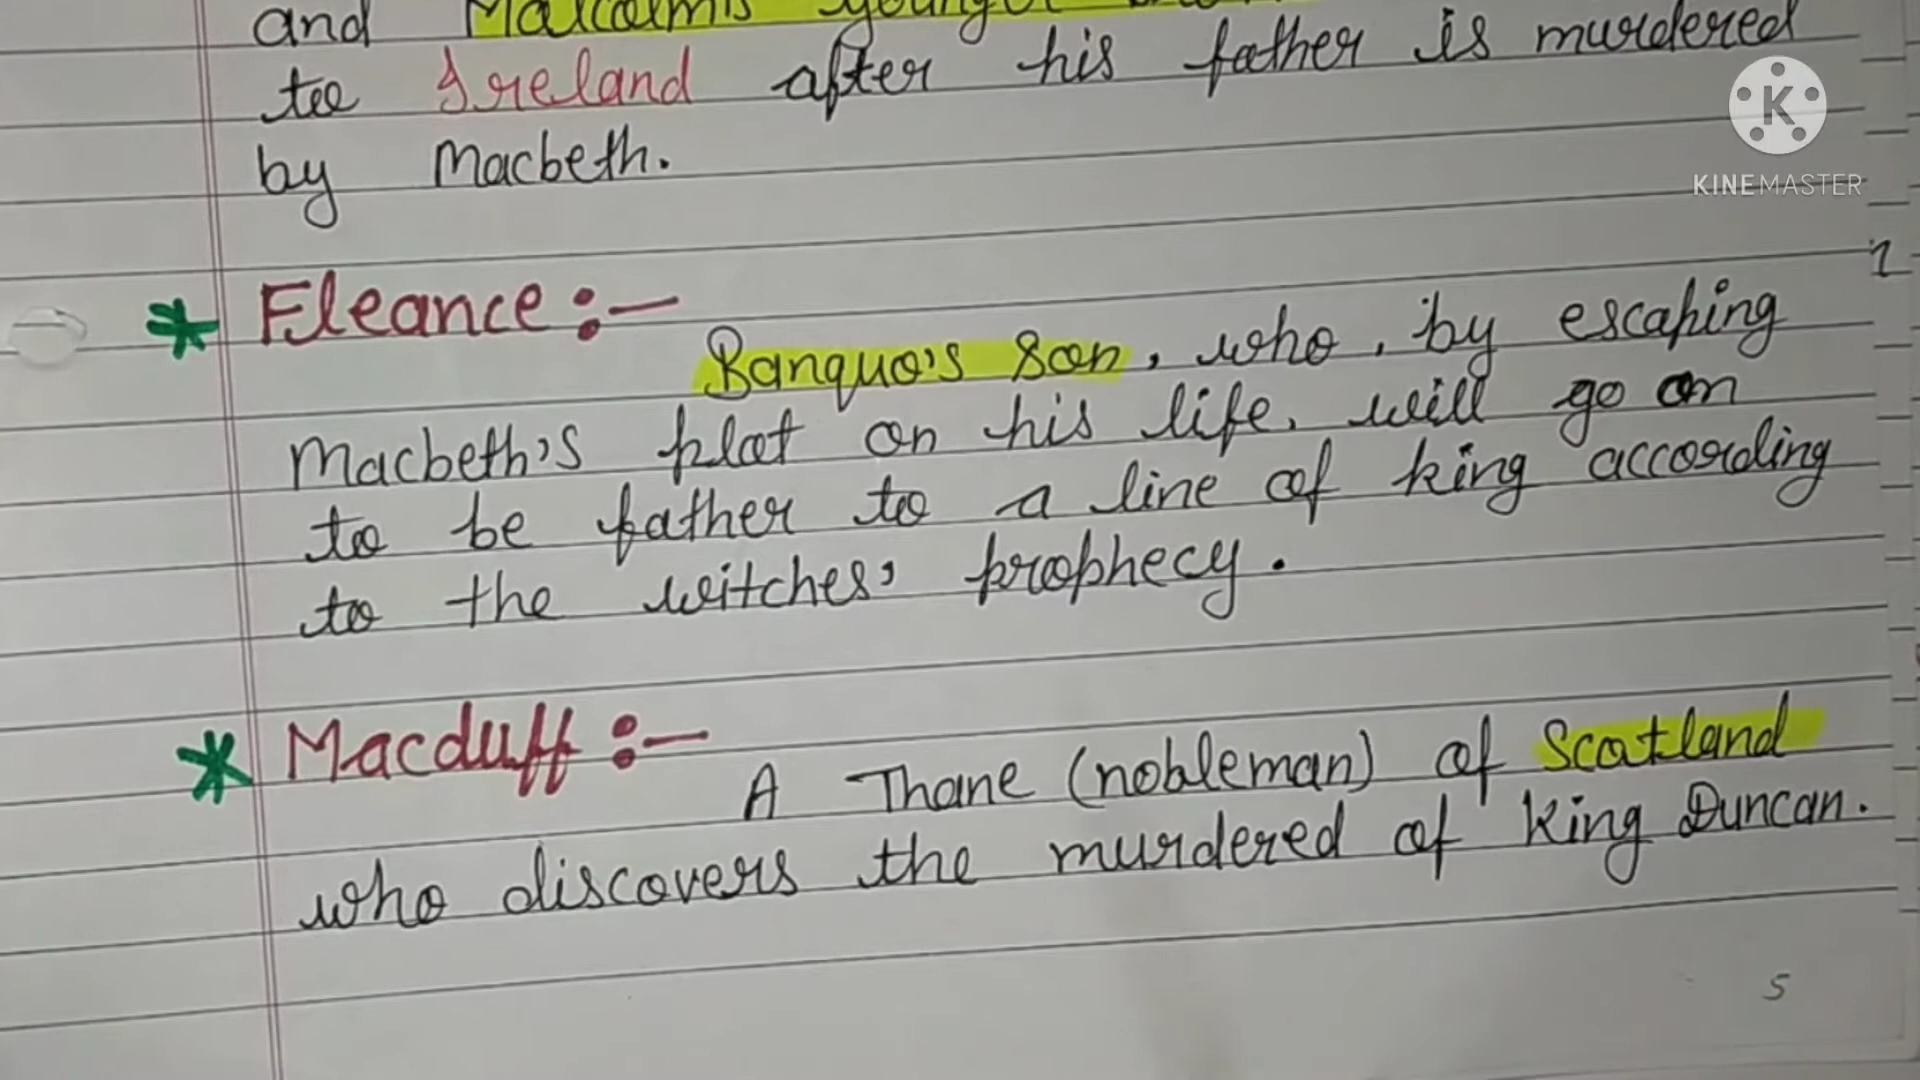 and Malcolm's younger
to Ireland after his father is murdered
by Macbeth.
KINEMASTER
* Fleance :-
Banquo's son, who, by escaping
Macbeth's plot on his life, will go on
to be father to a line of king according
to the witches' prophecy.
* Macduff :-
A Thane (nobleman) of Scotland
who discovers the murdered of King Duncan.
5